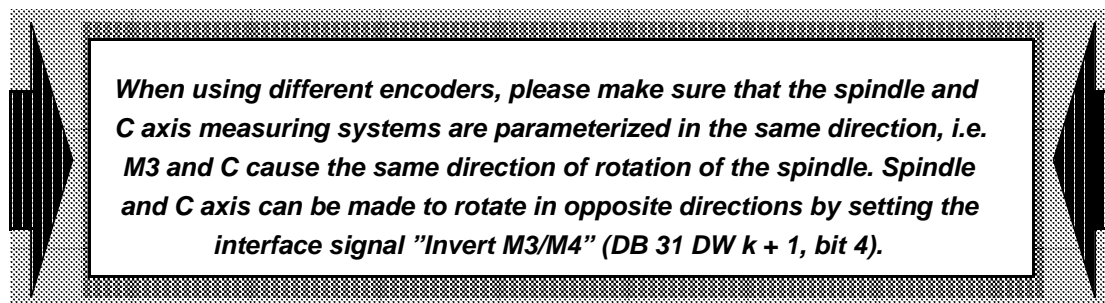 When using different encoders, please make sure that the spindle and
C axis measuring systems are parameterized in the same direction, i.e.
M3 and C cause the same direction of rotation of the spindle. Spindle
and C axis can be made to rotate in opposite directions by setting the
interface signal ”Invert M3/M4” (DB 31 DW k + 1, bit 4).